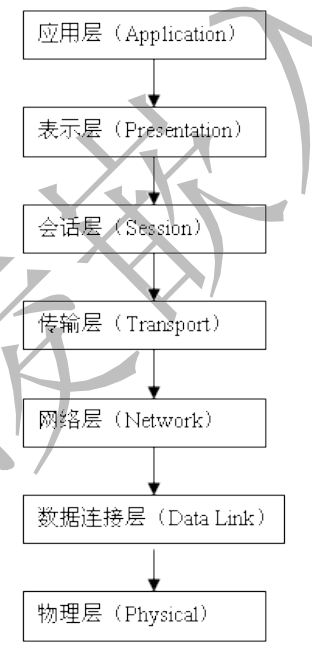 应用层（Application）
表示层（Presentation）
会话层（Session）
传输层（Transport）
网络层（Network）
数据连接层（Data Link）
物理层（Physical）